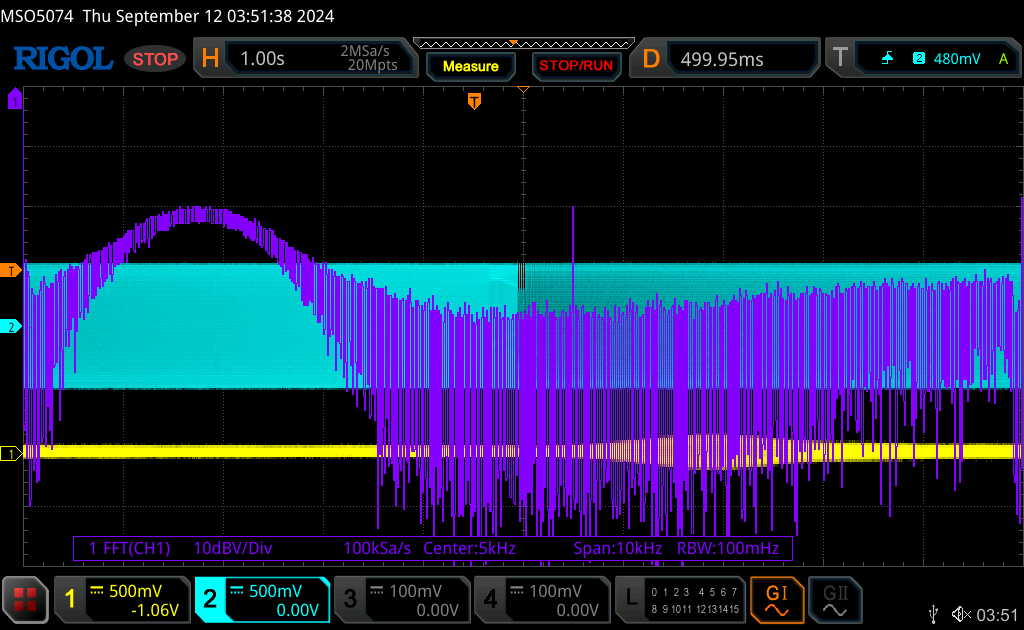 MSO5074 Thu September 12 03:51:38 2024
RIGOL STOP H 1.00s 2MSa/s 20Mpts Measure STOP/RUN D 499.95ms T 2 480mV A
1
T
T
2
1
1 FFT(CH1) 10dBV/Div 100kSa/s Center:5kHz Span:10kHz RBW:100mHz
1 500mV -1.06V 2 500mV 0.00V 3 100mV 0.00V 4 100mV 0.00V L 0 1 2 3 4 5 6 7 8 9 10 11 12 13 14 15 GI GII
03:51